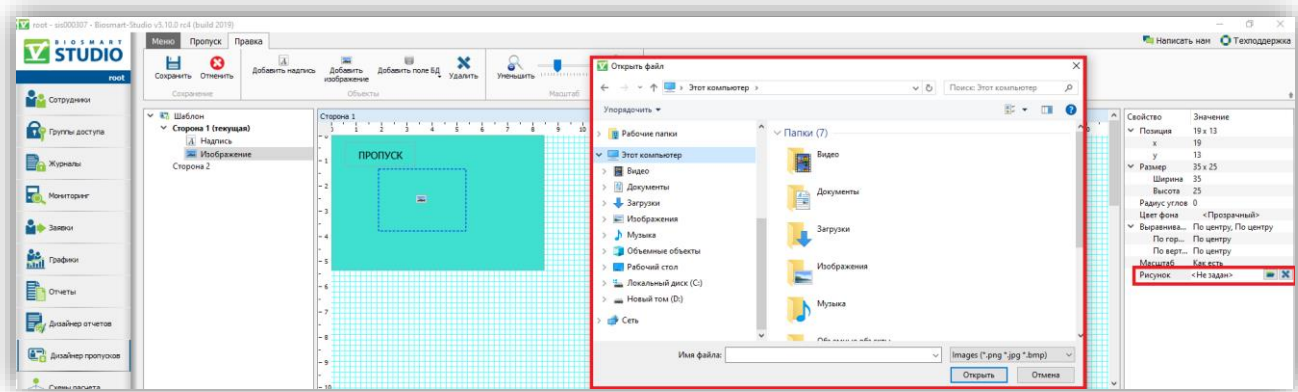 root - sis000307 - Biosmart-Studio v5.10.0 rc4 (build 2019)
BIOSMART
STUDIO
root
Меню Пропуск Правка
Написать нам Техподдержка
Сохранить Отменить
Сохранение
Добавить надпись
Добавить изображение
Добавить поле БД
Удалить
Объекты
Уменьшить
Масштаб
Сотрудники
Группы доступа
Журналы
Мониторинг
Заявки
Графики
Отчеты
Дизайнер отчетов
Дизайнер пропусков
Схемы расчета
Шаблон
Сторона 1 (текущая)
Надпись
Изображение
Сторона 2
Сторона 1
ПРОПУСК
Открыть файл
Этот компьютер
Поиск: Этот компьютер
Упорядочить
Рабочие папки
Этот компьютер
Видео
Документы
Загрузки
Изображения
Музыка
Объемные объекты
Рабочий стол
Локальный диск (C:)
Новый том (D:)
Сеть
Папки (7)
Видео
Документы
Загрузки
Изображения
Музыка
Объемные объекты
Имя файла:
Images (*.png *.jpg *.bmp)
Открыть Отмена
Свойство Значение
Позиция 19 x 13
x 19
y 13
Размер 35 x 25
Ширина 35
Высота 25
Радиус углов 0
Цвет фона <Прозрачный>
Выравнива... По центру, По центру
По гор... По центру
По верт... По центру
Масштаб Как есть
Рисунок <Не задан>